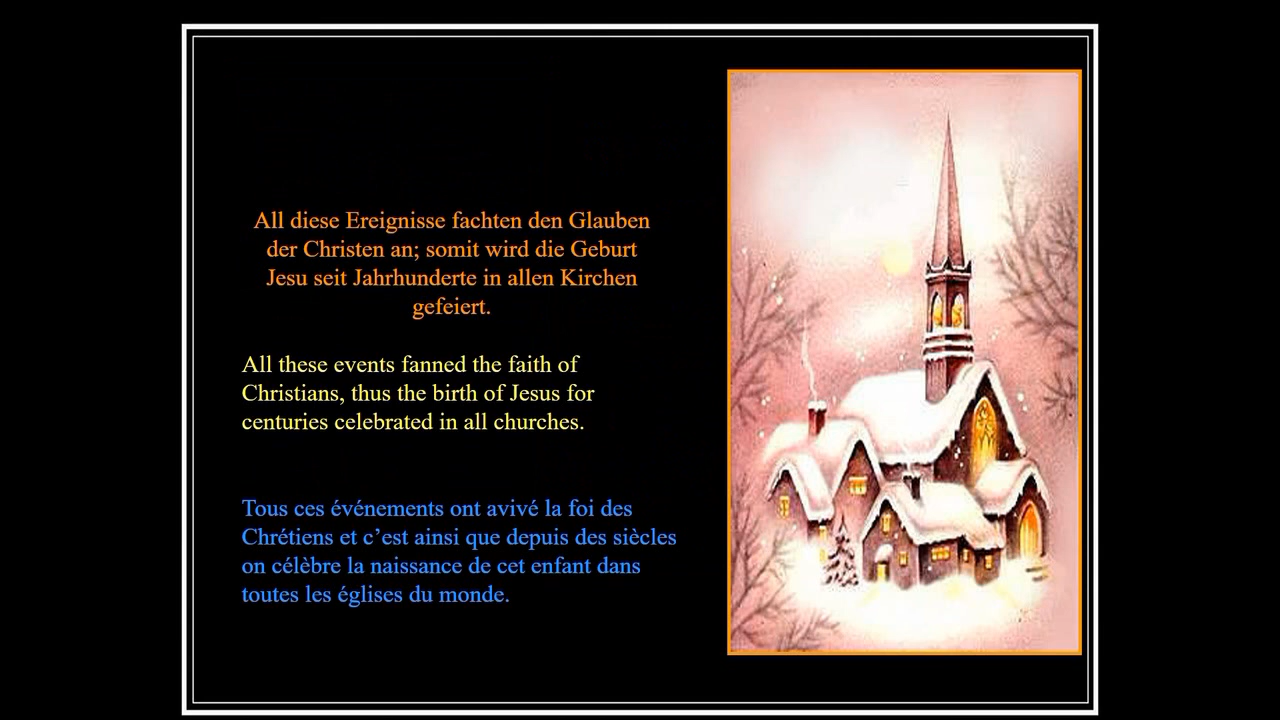 All diese Ereignisse fachten den Glauben
der Christen an; somit wird die Geburt
Jesu seit Jahrhunderte in allen Kirchen
gefeiert.
All these events fanned the faith of
Christians, thus the birth of Jesus for
centuries celebrated in all churches.
Tous ces événements ont avivé la foi des
Chrétiens et c’est ainsi que depuis des siècles
on célèbre la naissance de cet enfant dans
toutes les églises du monde.